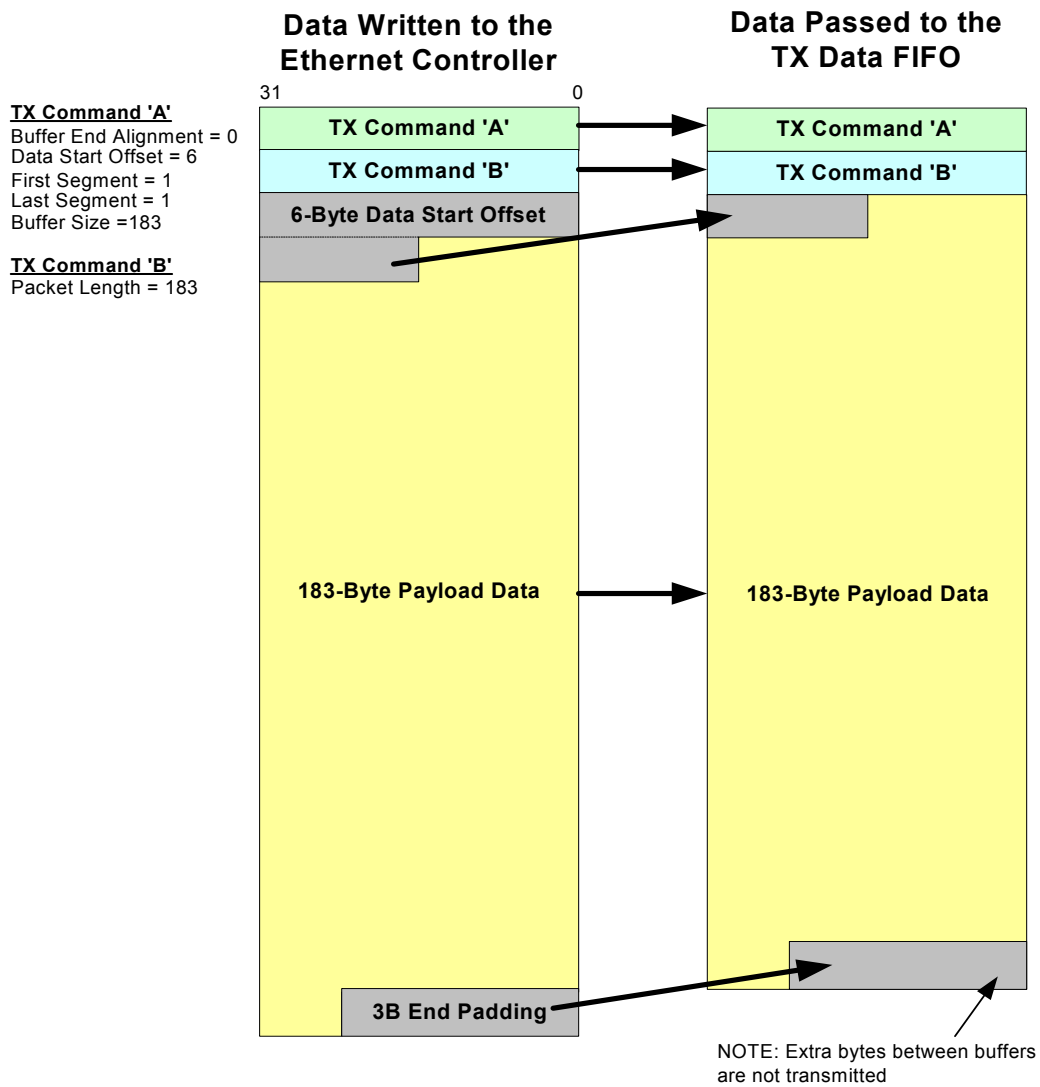 Data Written to the
Ethernet Controller
Data Passed to the
TX Data FIFO
31
0
TX Command 'A'
Buffer End Alignment = 0
Data Start Offset = 6
First Segment = 1
Last Segment = 1
Buffer Size =183
TX Command 'B'
Packet Length = 183
TX Command 'A'
TX Command 'A'
TX Command 'B'
TX Command 'B'
6-Byte Data Start Offset
183-Byte Payload Data
183-Byte Payload Data
3B End Padding
NOTE: Extra bytes between buffers
are not transmitted